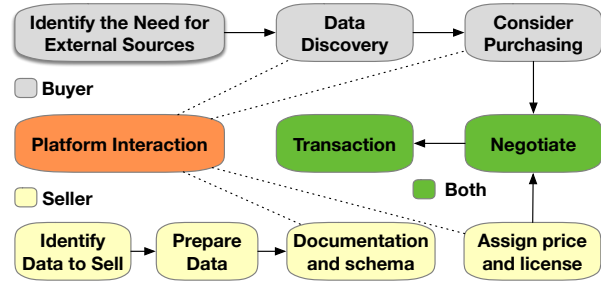 Identify the Need for
External Sources
Data
Discovery
Consider
Purchasing
Buyer
Platform Interaction
Transaction
Negotiate
Seller
Both
Identify
Data to Sell
Prepare
Data
Documentation
and schema
Assign price
and license